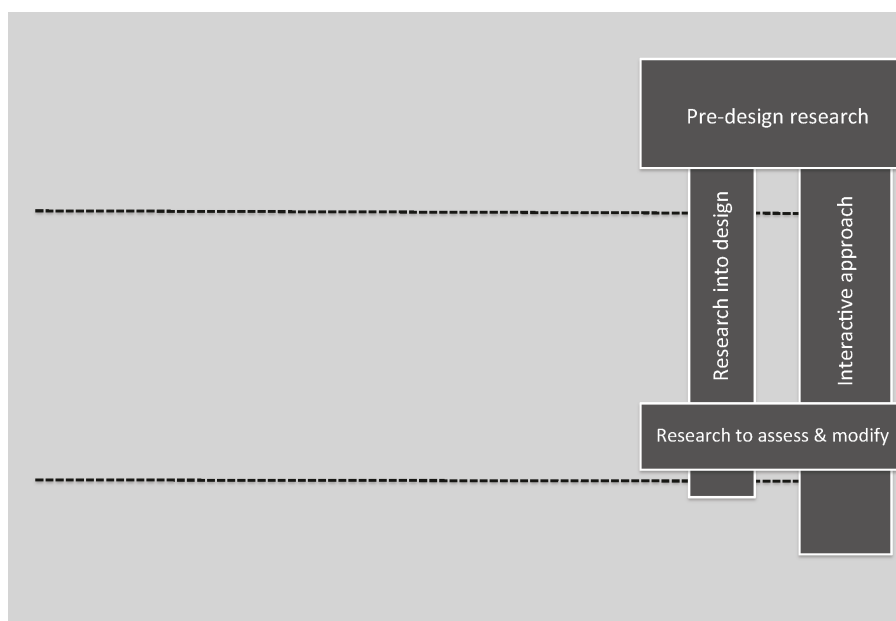 Pre-design research
Research into design
Interactive approach
Research to assess & modify